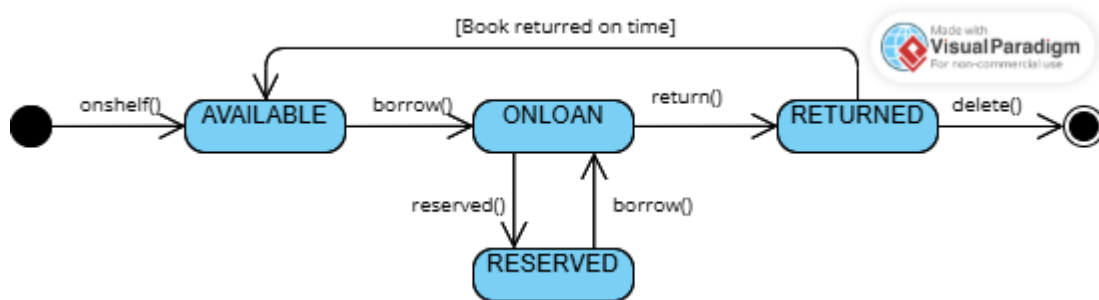 [Book returred on time]
Made with
Visual Paradigm
For non-commercial use
onshelf()
AVAILABLE
borrow()
ONLOAN
return()
RETURNED
delete()
reserved()
borrow()
RESERVED